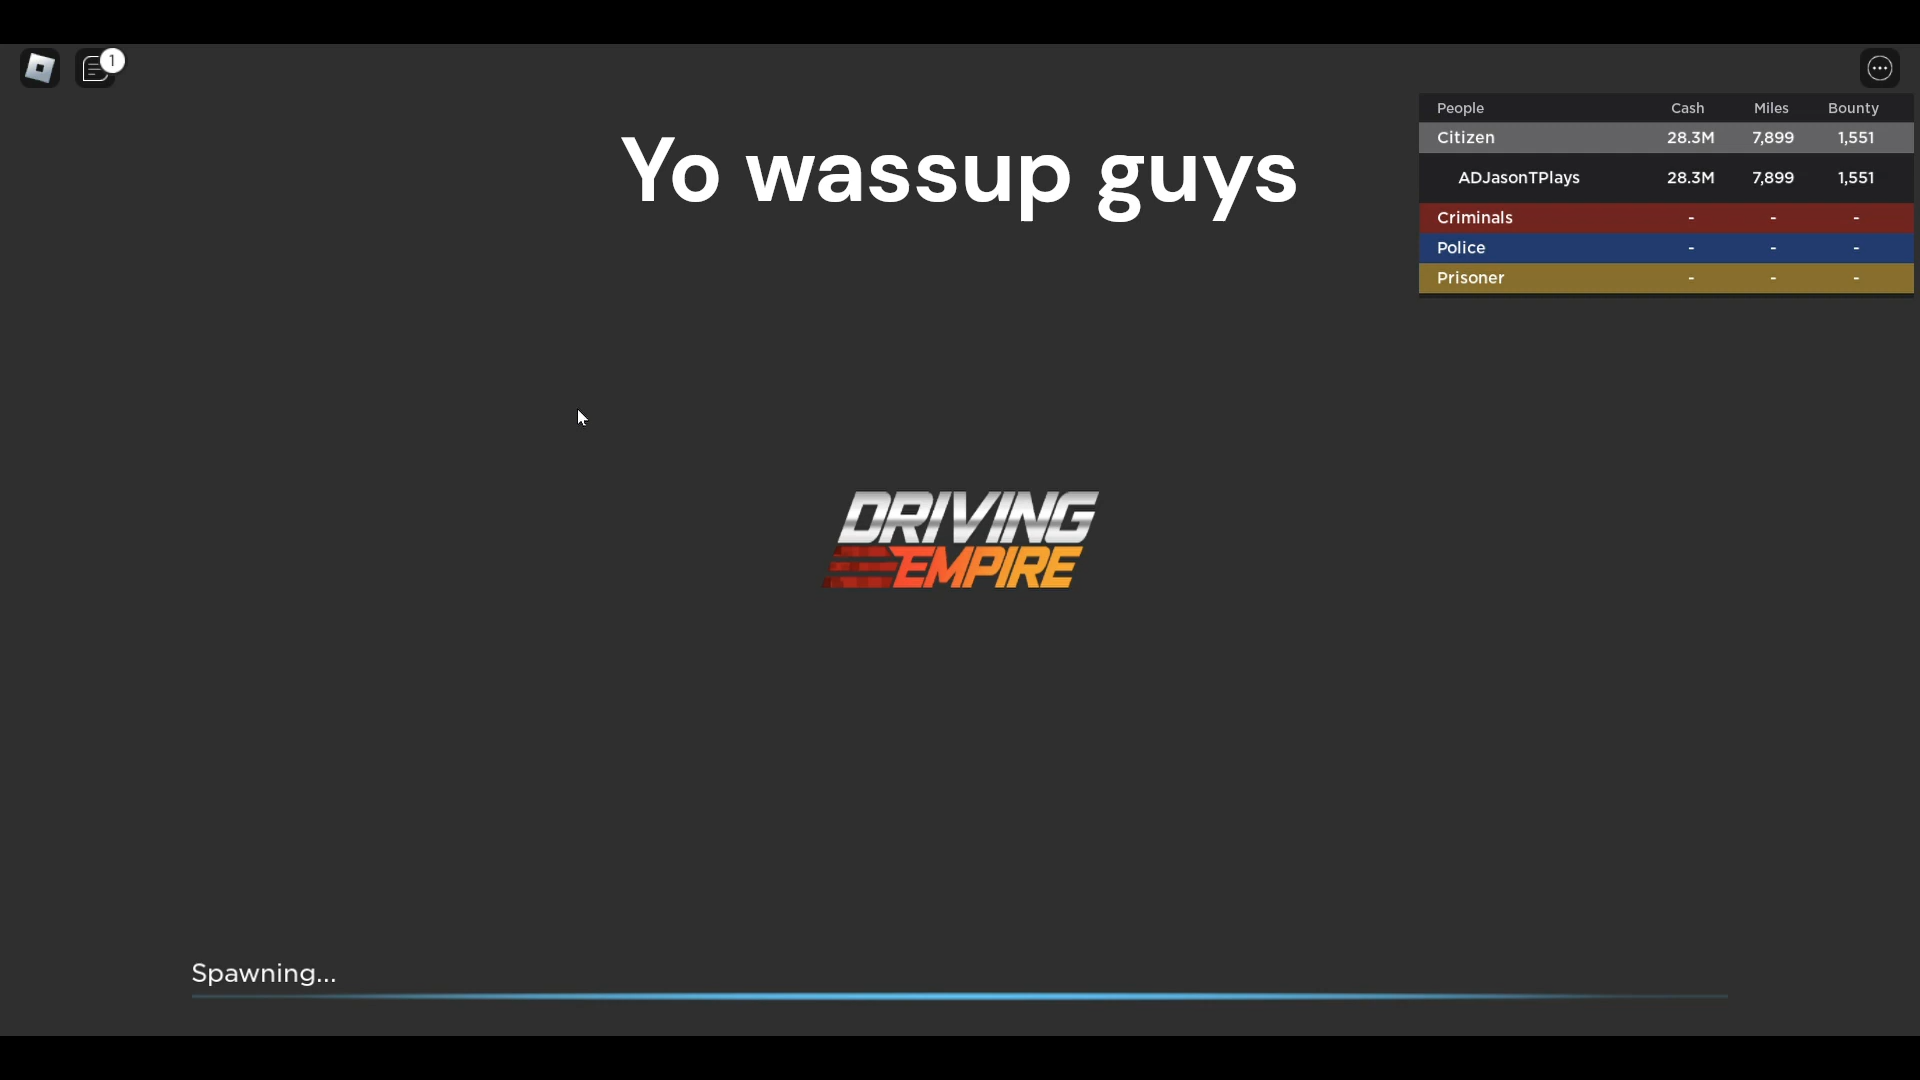 1
People Cash Miles Bounty
Citizen 28.3M 7,899 1,551
ADJasonTPlays 28.3M 7,899 1,551
Criminals - - -
Police - - -
Prisoner - - -
Yo wassup guys
DRIVING
EMPIRE
Spawning...